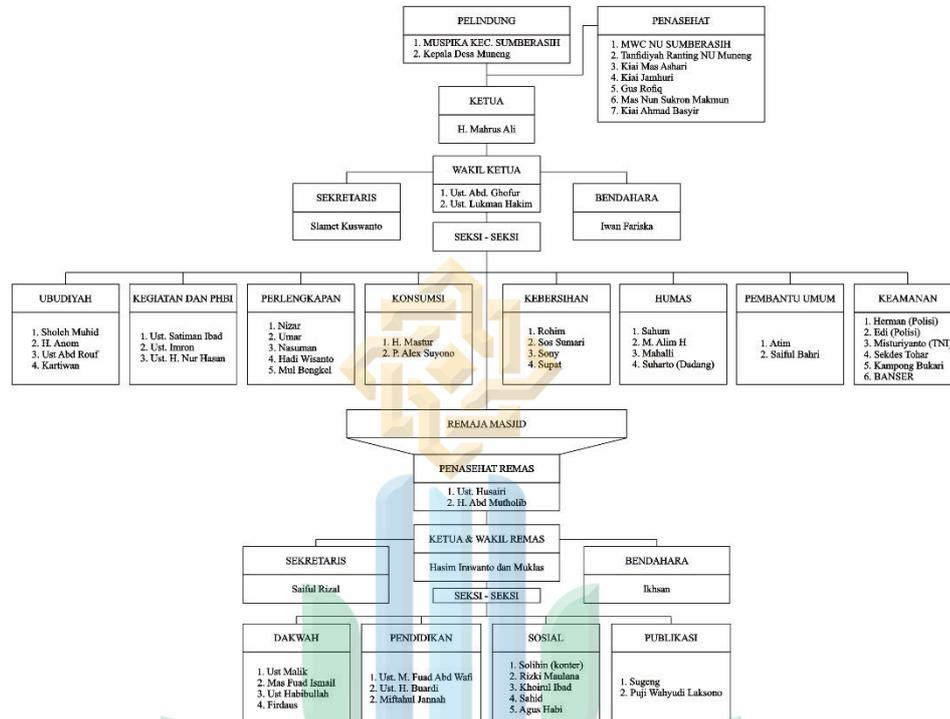 PELINDUNG
1. MUSPIKA KEC. SUMBERASIH
2. Kepala Desa Muneng
PENASEHAT
1. MWC NU SUMBERASIH
2. Tanfidiyah Ranting NU Muneng
3. Kiai Mas Ashari
4. Kiai Jamhuri
5. Gus Rofiq
6. Mas Nun Sukron Makmun
7. Kiai Ahmad Basyir
KETUA
H. Mahrus Ali
WAKIL KETUA
1. Ust. Abd. Ghofur
2. Ust. Lukman Hakim
SEKRETARIS
Slamet Kuswanto
BENDAHARA
Iwan Fariska
SEKSI - SEKSI
UBUDIYAH
1. Sholeh Muhid
2. H. Anom
3. Ust Abd Rouf
4. Kartiwan
KEGIATAN DAN PHBI
1. Ust. Satiman Ibad
2. Ust. Imron
3. Ust. H. Nur Hasan
PERLENGKAPAN
1. Nizar
2. Umar
3. Nasuman
4. Hadi Wisanto
5. Mul Bengkel
KONSUMSI
1. H. Mastur
2. P. Alex Suyono
KEBERSIHAN
1. Rohim
2. Sos Sumari
3. Sony
4. Supat
HUMAS
1. Sahum
2. M. Alim H
3. Mahalli
4. Suharto (Dadang)
PEMBANTU UMUM
1. Atim
2. Saiful Bahri
KEAMANAN
1. Herman (Polisi)
2. Edi (Polisi)
3. Misturiyanto (TNI)
4. Sekdes Tohar
5. Kampong Bukari
6. BANSER
REMAJA MASJID
PENASEHAT REMAS
1. Ust. Husairi
2. H. Abd Mutholib
KETUA & WAKIL REMAS
Hasim Irawanto dan Muklas
SEKRETARIS
Saiful Rizal
BENDAHARA
Ikhsan
SEKSI - SEKSI
DAKWAH
1. Ust Malik
2. Mas Fuad Ismail
3. Ust Habibullah
4. Firdaus
PENDIDIKAN
1. Ust. M. Fuad Abd Wafi
2. Ust. H. Buardi
2. Miftahul Jannah
SOSIAL
1. Solihin (konter)
2. Rizki Maulana
3. Khoirul Ibad
4. Sahid
5. Agus Habi
PUBLIKASI
1. Sugeng
2. Puji Wahyudi Laksono